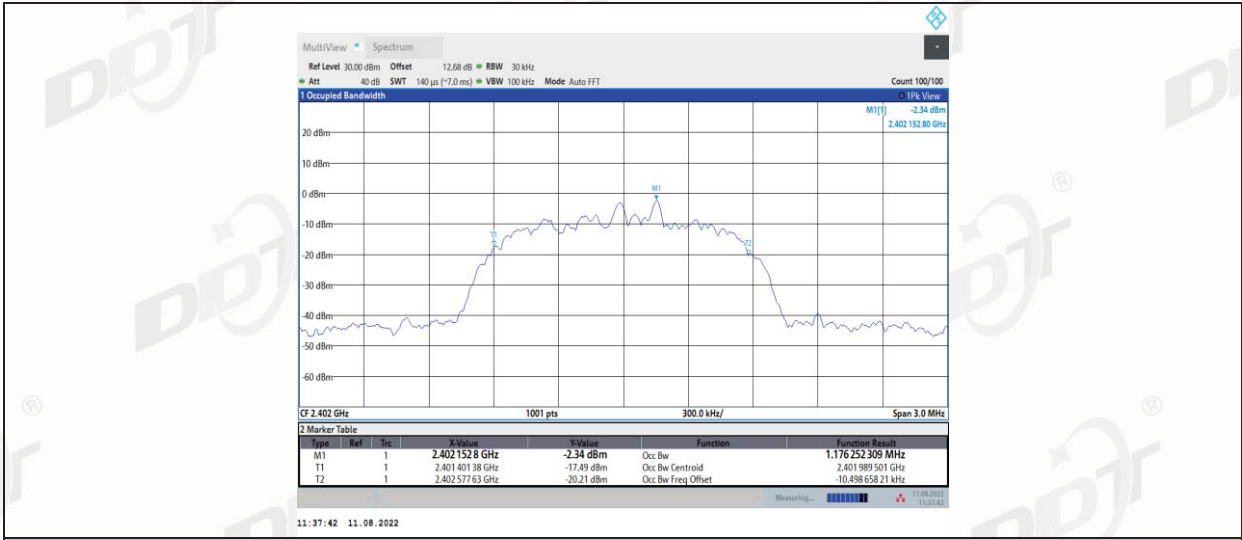 MultiView Spectrum
Ref Level 30.00 dBm Offset 12.68 dB RBW 30 kHz
Att 40 dB SWT 140 µs (~7.0 ms) VBW 100 kHz Mode Auto FFT Count 100/100
1 Occupied Bandwidth 1Pk View
M1[1] -2.34 dBm
2.402 152 80 GHz
20 dBm
10 dBm
M1
0 dBm
-10 dBm
T1
T2
-20 dBm
-30 dBm
-40 dBm
-50 dBm
-60 dBm
CF 2.402 GHz 1001 pts 300.0 kHz/ Span 3.0 MHz
2 Marker Table
Type Ref Trc X-Value Y-Value Function Function Result
M1 1 2.402 152 8 GHz -2.34 dBm Occ Bw 1.176 252 309 MHz
T1 1 2.401 401 38 GHz -17.49 dBm Occ Bw Centroid 2.401 989 501 GHz
T2 1 2.402 577 63 GHz -20.21 dBm Occ Bw Freq Offset -10.498 658 21 kHz
Measuring... 11.08.2022
11:37:42
11:37:42 11.08.2022
DDT
®